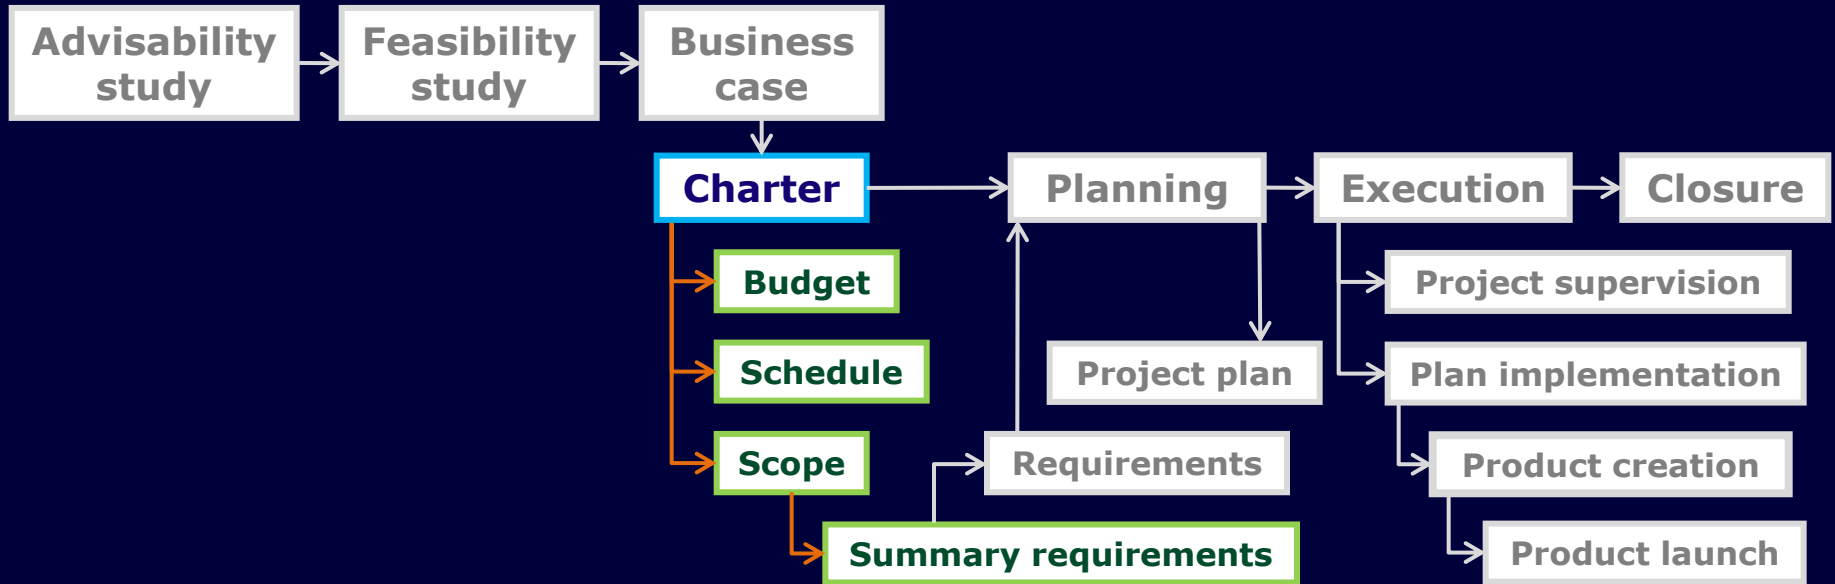 Advisability
study
Feasibility
study
Business
case
Charter
Planning
Execution
Closure
Budget
Project supervision
Schedule
Project plan
Plan implementation
Scope
Requirements
Product creation
Summary requirements
Product launch